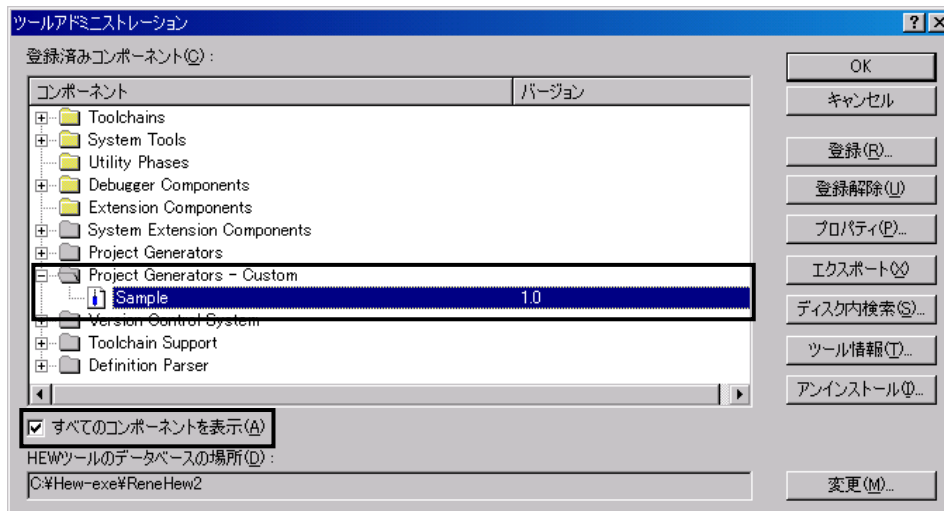 ツールアドミニストレーション
登録済みコンポーネント(C):
コンポーネント バージョン
Toolchains
System Tools
Utility Phases
Debugger Components
Extension Components
System Extension Components
Project Generators
Project Generators - Custom
Sample 1.0
Version Control System
Toolchain Support
Definition Parser
すべてのコンポーネントを表示(A)
HEWツールのデータベースの場所(D):
C:¥Hew-exe¥ReneHew2
OK
キャンセル
登録(R)...
登録解除(U)
プロパティ(P)...
エクスポート(X)
ディスク内検索(S)...
ツール情報(T)...
アンインストール(I)...
変更(M)...